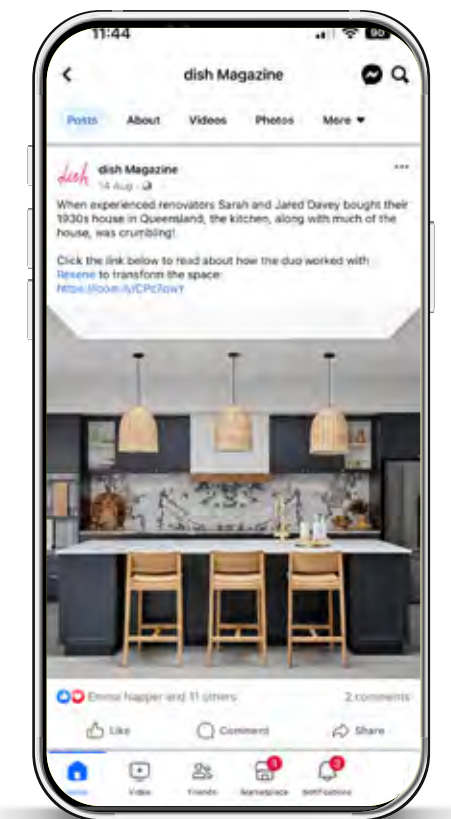 11:44
90
dish Magazine
Posts About Videos Photos More
dish dish Magazine
14 Aug
When experienced renovators Sarah and Jared Davey bought their
1930s house in Queensland, the kitchen, along with much of the
house, was crumbling!
Click the link below to read about how the duo worked with
Resene to transform the space:
Emma Napper and 11 others 2 comments
Like Comment Share
Home Video Friends Marketplace Notifications